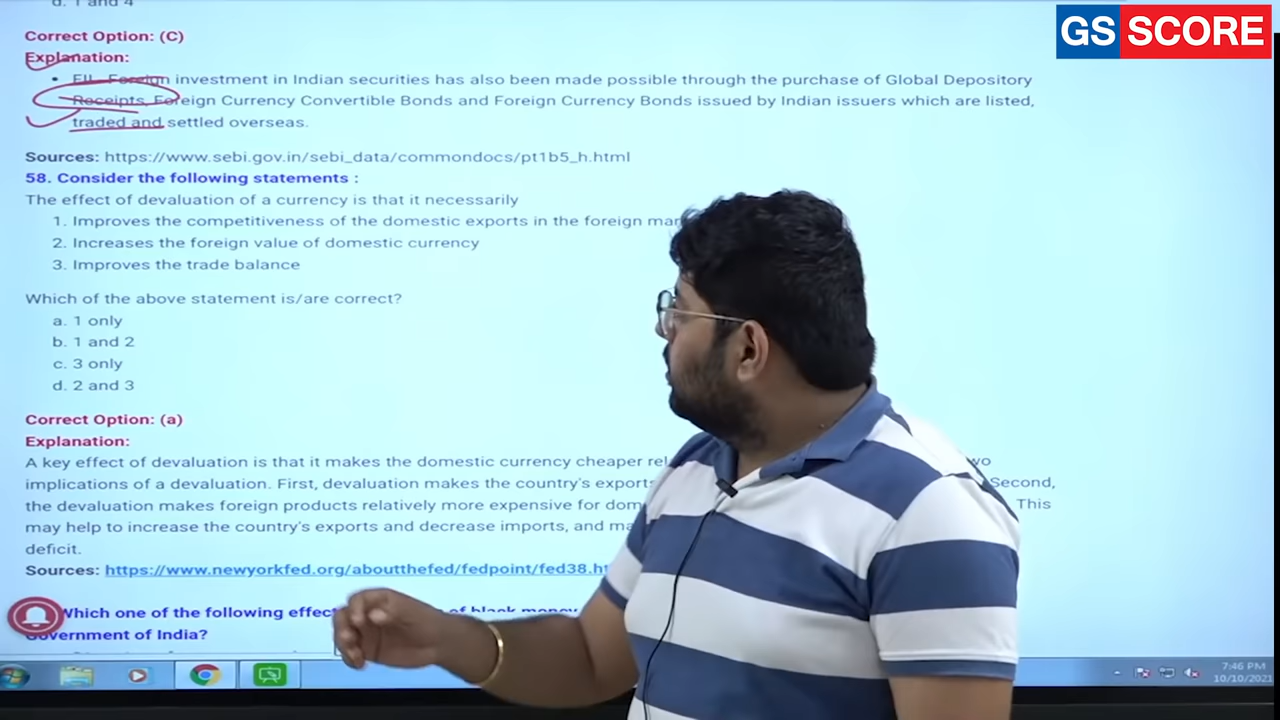 d. 1 and 4
GS SCORE
Correct Option: (C)
Explanation:
• FII- Foreign investment in Indian securities has also been made possible through the purchase of Global Depository
Receipts, Foreign Currency Convertible Bonds and Foreign Currency Bonds issued by Indian issuers which are listed,
traded and settled overseas.
Sources: https://www.sebi.gov.in/sebi_data/commondocs/pt1b5_h.html
58. Consider the following statements :
The effect of devaluation of a currency is that it necessarily
1. Improves the competitiveness of the domestic exports in the foreign mar
2. Increases the foreign value of domestic currency
3. Improves the trade balance
Which of the above statement is/are correct?
a. 1 only
b. 1 and 2
c. 3 only
d. 2 and 3
Correct Option: (a)
Explanation:
A key effect of devaluation is that it makes the domestic currency cheaper rel wo
implications of a devaluation. First, devaluation makes the country's exports Second,
the devaluation makes foreign products relatively more expensive for dom This
may help to increase the country's exports and decrease imports, and ma
deficit.
Sources: https://www.newyorkfed.org/aboutthefed/fedpoint/fed38.ht
Which one of the following effect of black money
Government of India?
7:46 PM
10/10/2021